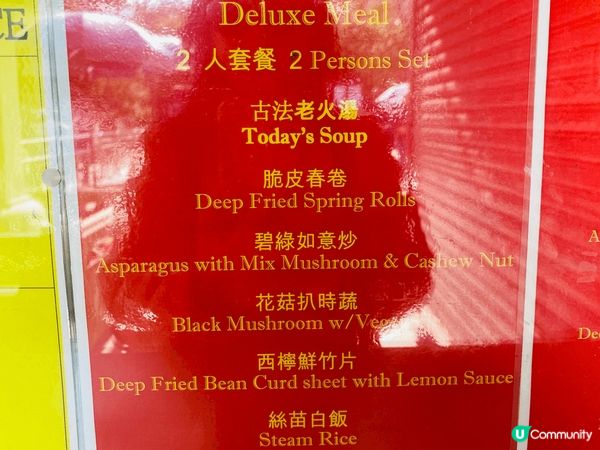 CE
Deluxe Meal
2 人套餐 2 Persons Set
古法老火湯
Today's Soup
脆皮春卷
Deep Fried Spring Rolls
碧綠如意炒
Asparagus with Mix Mushroom & Cashew Nut
花菇扒時蔬
Black Mushroom w/Veg
西檸鮮竹片
Deep Fried Bean Curd sheet with Lemon Sauce
絲苗白飯
Steam Rice
U Community